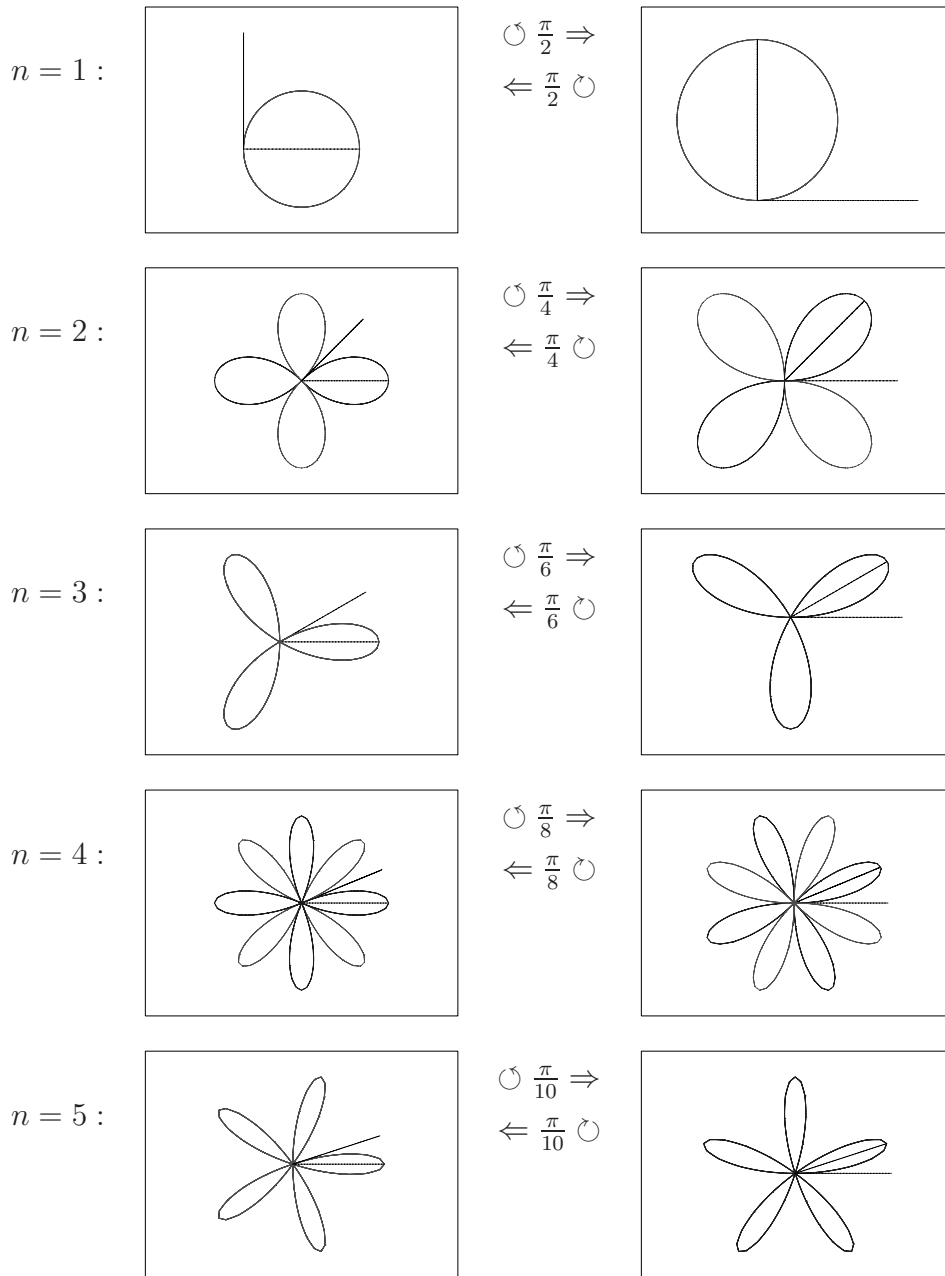 n = 1 :
↺ π/2 ⇒
⇐ π/2 ↻
n = 2 :
↺ π/4 ⇒
⇐ π/4 ↻
n = 3 :
↺ π/6 ⇒
⇐ π/6 ↻
n = 4 :
↺ π/8 ⇒
⇐ π/8 ↻
n = 5 :
↺ π/10 ⇒
⇐ π/10 ↻